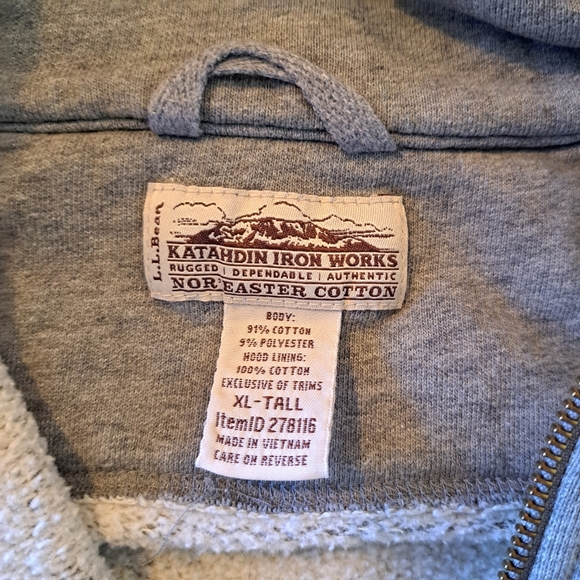 L.L.Bean
KATAHDIN IRON WORKS
RUGGED | DEPENDABLE | AUTHENTIC
NOR'EASTER COTTON
BODY:
91% COTTON
9% POLYESTER
HOOD LINING:
100% COTTON
EXCLUSIVE OF TRIMS
XL-TALL
ItemID 278116
MADE IN VIETNAM
CARE ON REVERSE